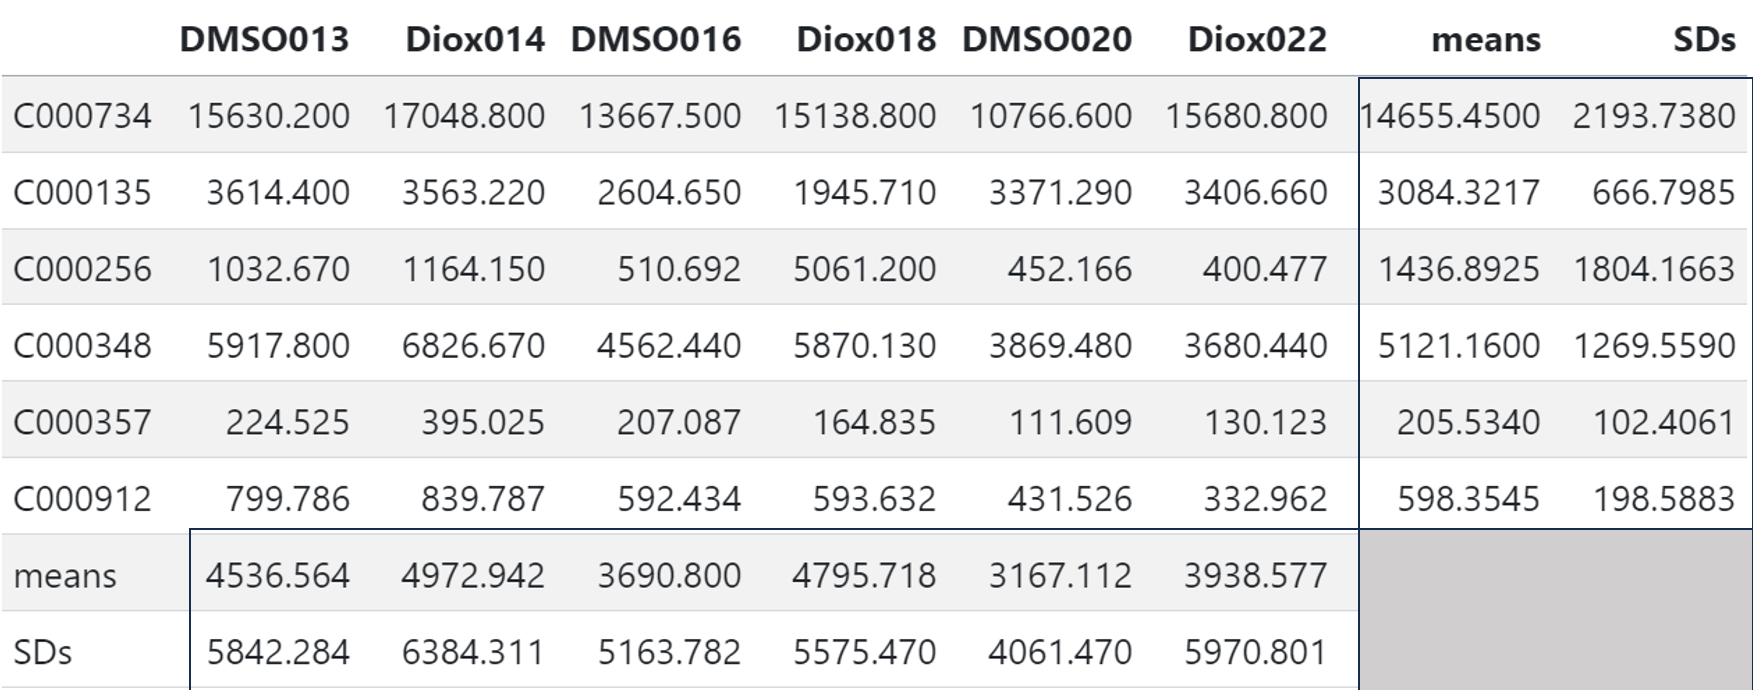 DMSO013 Diox014 DMSO016 Diox018 DMSO020 Diox022 means SDs
C000734 15630.200 17048.800 13667.500 15138.800 10766.600 15680.800 14655.4500 2193.7380
C000135 3614.400 3563.220 2604.650 1945.710 3371.290 3406.660 3084.3217 666.7985
C000256 1032.670 1164.150 510.692 5061.200 452.166 400.477 1436.8925 1804.1663
C000348 5917.800 6826.670 4562.440 5870.130 3869.480 3680.440 5121.1600 1269.5590
C000357 224.525 395.025 207.087 164.835 111.609 130.123 205.5340 102.4061
C000912 799.786 839.787 592.434 593.632 431.526 332.962 598.3545 198.5883
means 4536.564 4972.942 3690.800 4795.718 3167.112 3938.577
SDs 5842.284 6384.311 5163.782 5575.470 4061.470 5970.801